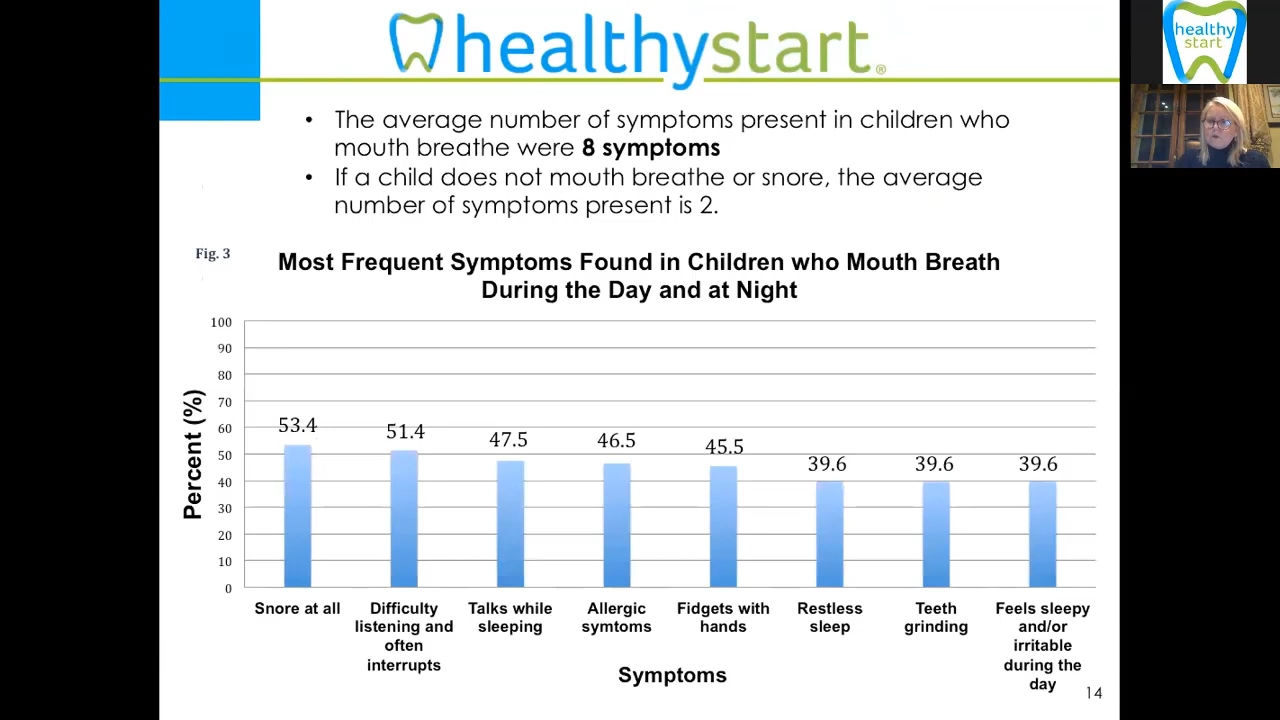 healthystart®
healthy
start
• The average number of symptoms present in children who
mouth breathe were 8 symptoms
• If a child does not mouth breathe or snore, the average
number of symptoms present is 2.
Fig. 3
Most Frequent Symptoms Found in Children who Mouth Breath
During the Day and at Night
Percent (%)
100
90
80
70
60
50
40
30
20
10
0
53.4
51.4
47.5
46.5
45.5
39.6
39.6
39.6
Snore at all
Difficulty
listening and
often
interrupts
Talks while
sleeping
Allergic
symtoms
Fidgets with
hands
Restless
sleep
Teeth
grinding
Feels sleepy
and/or
irritable
during the
day
Symptoms
14